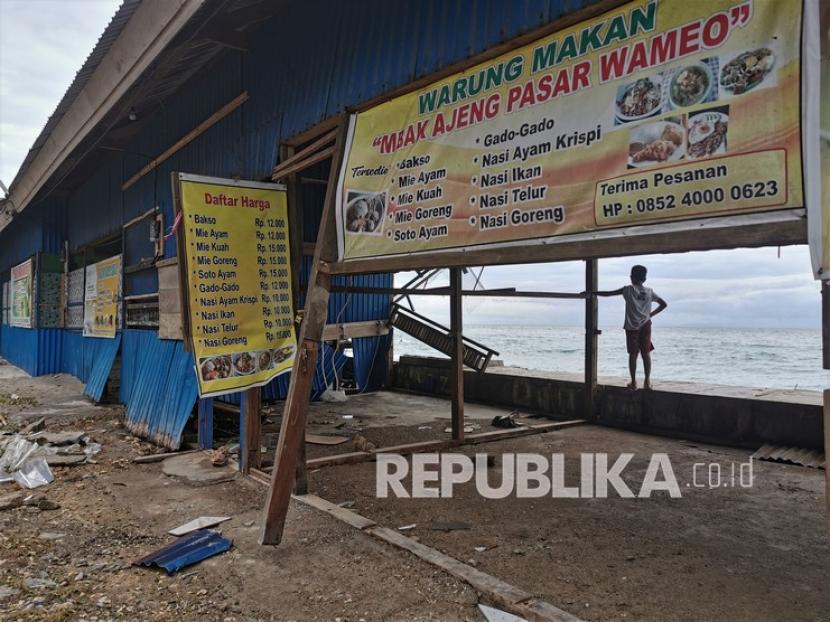 WARUNG MAKAN
"MBAK AJENG PASAR WAMEO"
Tersedia:
• Bakso
• Mie Ayam
• Mie Kuah
• Mie Goreng
• Soto Ayam
• Gado-Gado
• Nasi Ayam Krispi
• Nasi Ikan
• Nasi Telur
• Nasi Goreng
Terima Pesanan
HP : 0852 4000 0623
Daftar Harga
• Bakso Rp. 12.000
• Mie Ayam Rp. 12.000
• Mie Kuah Rp. 15.000
• Mie Goreng Rp. 15.000
• Soto Ayam Rp. 15.000
• Gado-Gado Rp. 12.000
• Nasi Ayam Krispi Rp. 10.000
• Nasi Ikan Rp. 10.000
• Nasi Telur Rp. 10.000
• Nasi Goreng Rp. 15.000
REPUBLIKA.co.id